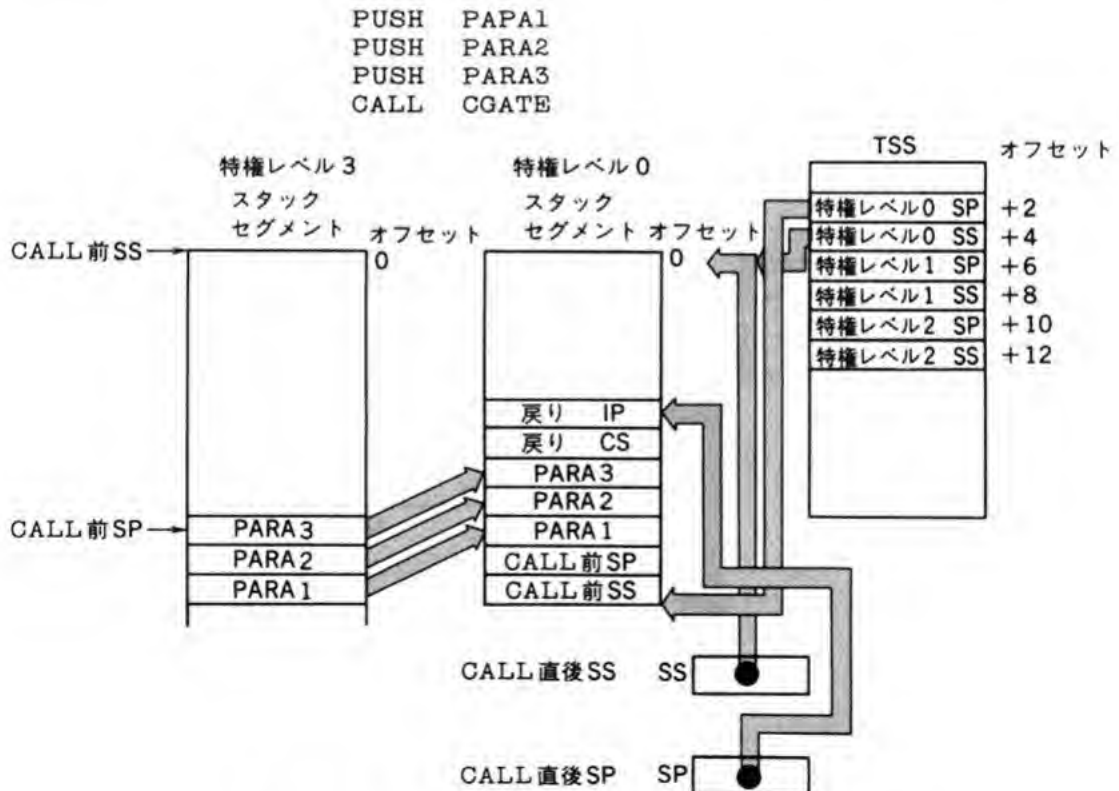 PUSH PAPA1
PUSH PARA2
PUSH PARA3
CALL CGATE
特権レベル3
スタック
セグメント オフセット
CALL前SS
0
CALL前SP
PARA3
PARA2
PARA1
特権レベル0
スタック
セグメント オフセット
0
戻り IP
戻り CS
PARA3
PARA2
PARA1
CALL前SP
CALL前SS
TSS オフセット
特権レベル0 SP +2
特権レベル0 SS +4
特権レベル1 SP +6
特権レベル1 SS +8
特権レベル2 SP +10
特権レベル2 SS +12
CALL直後SS SS
CALL直後SP SP